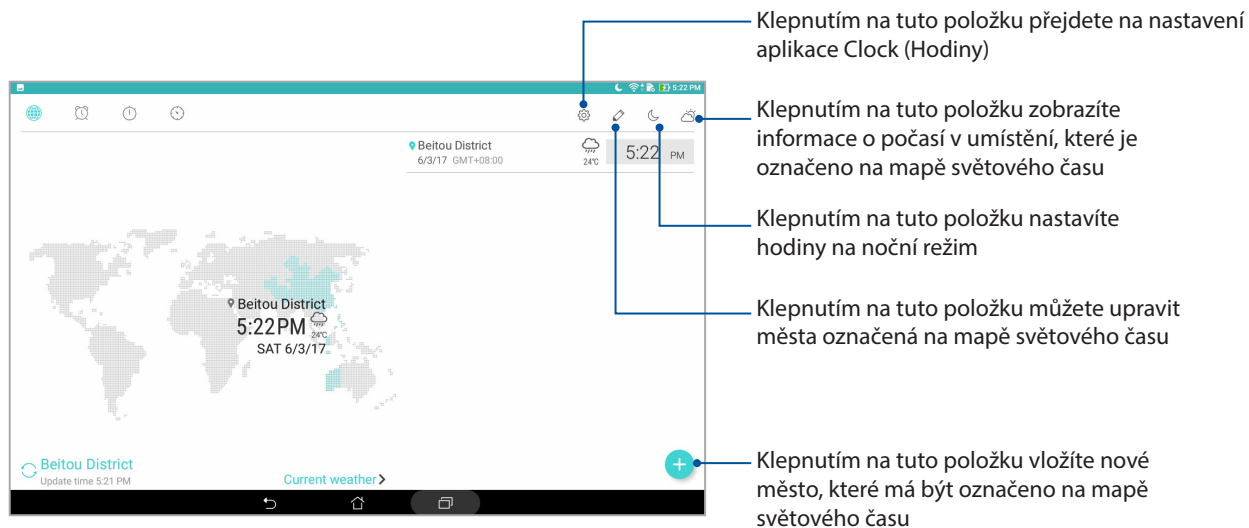 Klepnutím na tuto položku přejdete na nastavení
aplikace Clock (Hodiny)
5:22 PM
Klepnutím na tuto položku zobrazíte
informace o počasí v umístění, které je
označeno na mapě světového času
Beitou District
6/3/17 GMT+08:00
24°C
5:22 PM
Klepnutím na tuto položku nastavíte
hodiny na noční režim
Beitou District
5:22PM
24°C
SAT 6/3/17
Klepnutím na tuto položku můžete upravit
města označená na mapě světového času
Beitou District
Update time 5:21 PM
Current weather
Klepnutím na tuto položku vložíte nové
město, které má být označeno na mapě
světového času